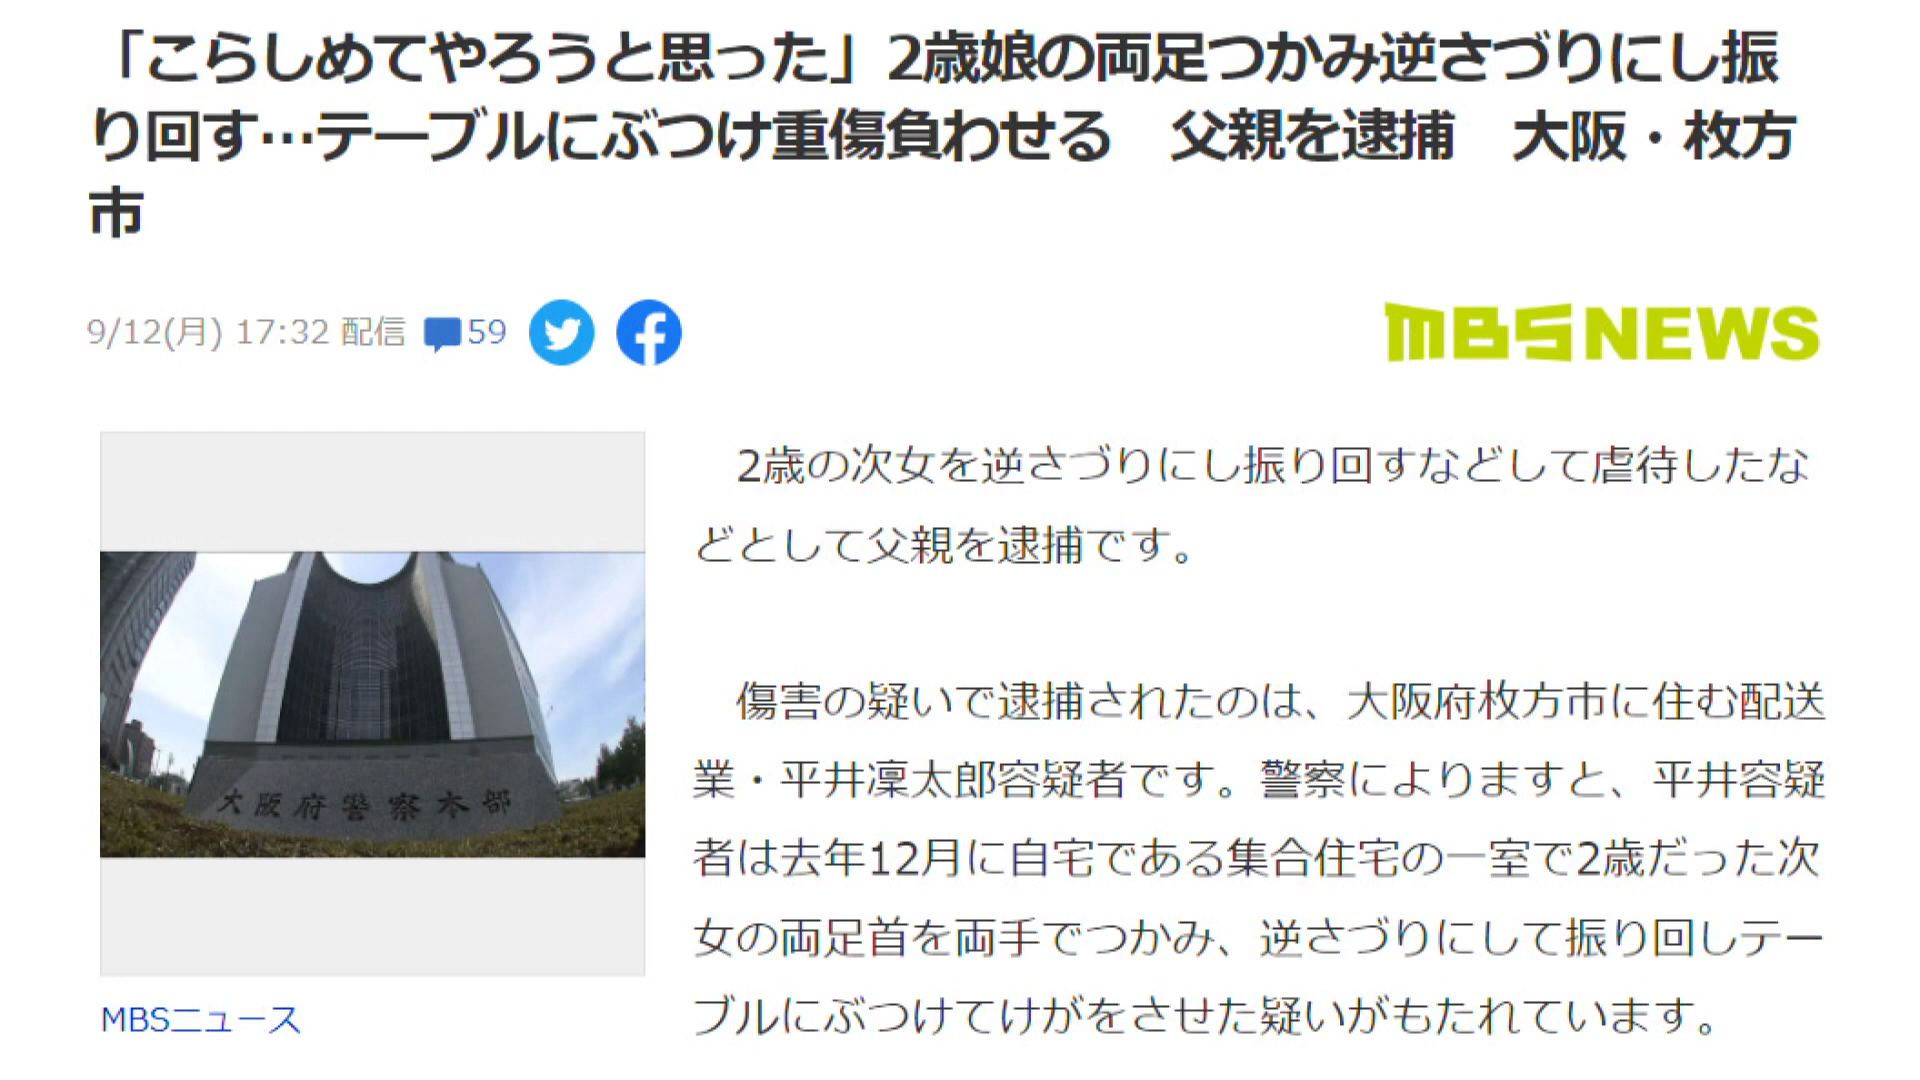 「こらしめてやろうと思った」2歳娘の両足つかみ逆さづりにし振
り回す…テーブルにぶつけ重傷負わせる　父親を逮捕　大阪・枚方
市
9/12(月) 17:32 配信 59
MBS NEWS
2歳の次女を逆さづりにし振り回すなどして虐待したな
どとして父親を逮捕です。
傷害の疑いで逮捕されたのは、大阪府枚方市に住む配送
業・平井凜太郎容疑者です。警察によりますと、平井容疑
者は去年12月に自宅である集合住宅の一室で2歳だった次
女の両足首を両手でつかみ、逆さづりにして振り回しテー
ブルにぶつけてけがをさせた疑いがもたれています。
大阪府警察本部
MBSニュース